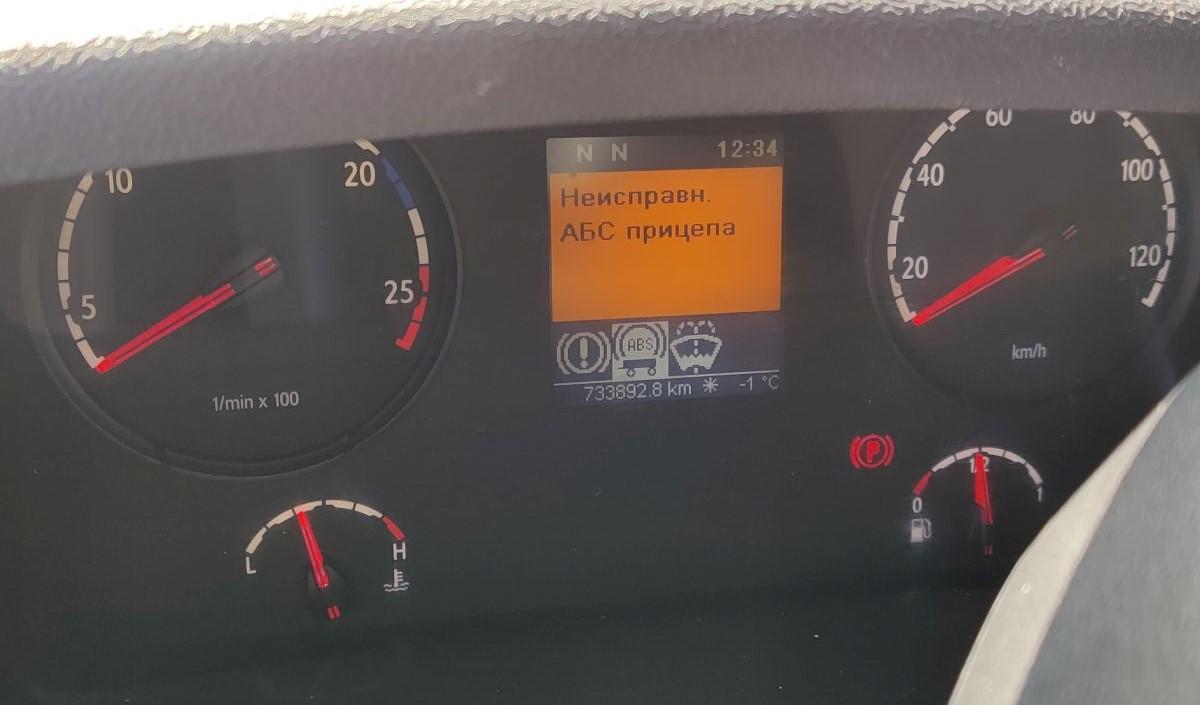 N N 12:34
Неисправн.
АБС прицепа
ABS
733892.8 km -1 °C
10
20
5
25
1/min x 100
60
80
40
100
20
120
km/h
L
H
P
0
1/2
1